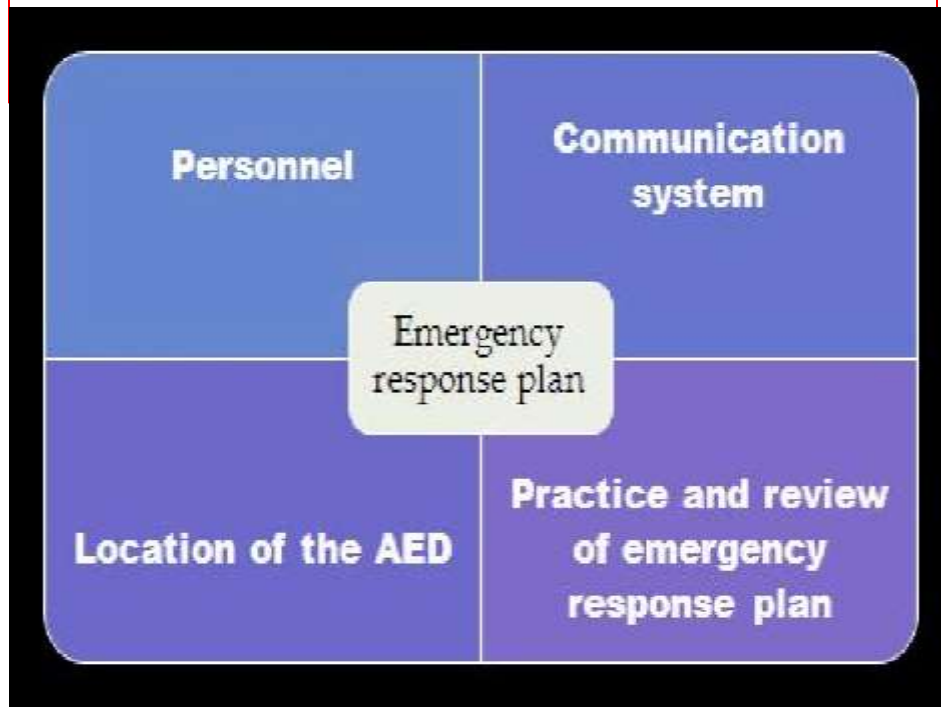 Personnel
Communication
system
Emergency
response plan
Location of the AED
Practice and review
of emergency
response plan